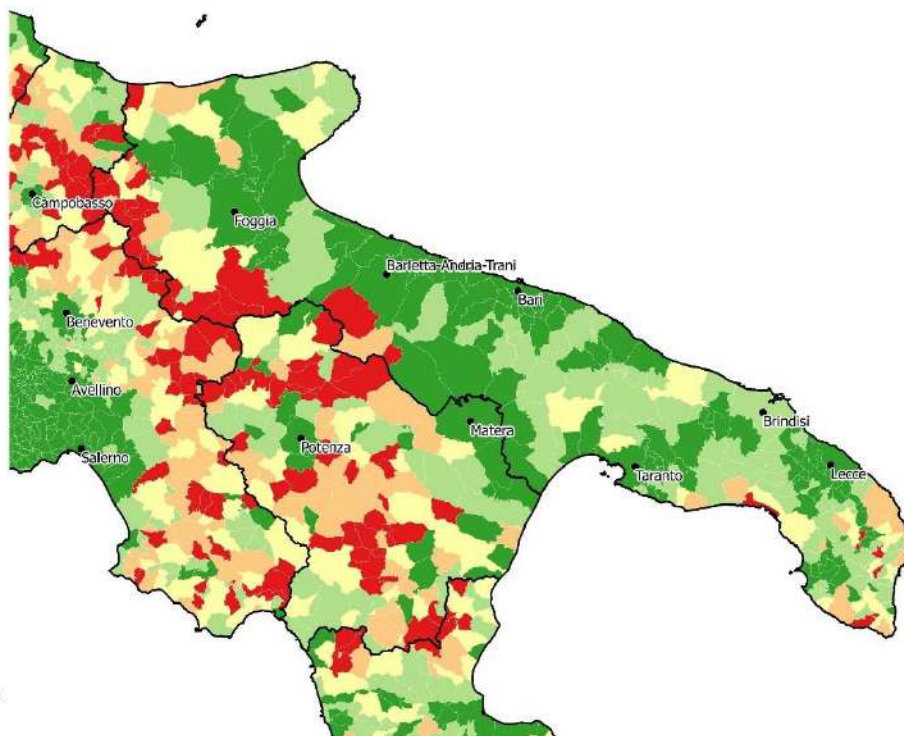 Campobasso
Foggia
Barletta-Andria-Trani
Bari
Benevento
Avellino
Matera
Brindisi
Potenza
Salerno
Taranto
Lecce